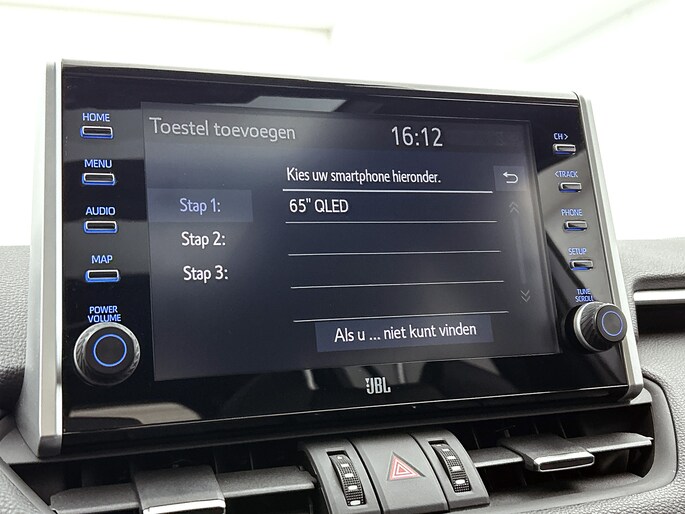 HOME
MENU
AUDIO
MAP
POWER
VOLUME
Toestel toevoegen
16:12
Kies uw smartphone hieronder.
Stap 1:
65" QLED
Stap 2:
Stap 3:
Als u ... niet kunt vinden
CH>
<TRACK
PHONE
SETUP
TUNE
SCROLL
JBL